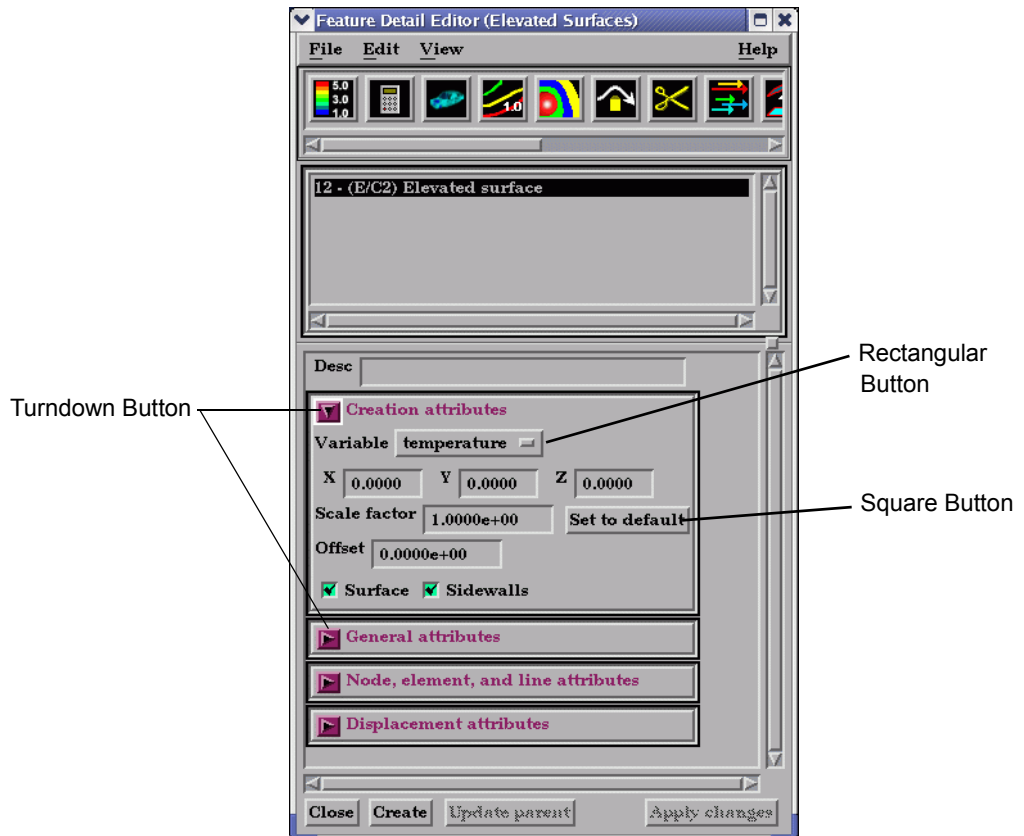 Feature Detail Editor (Elevated Surfaces)
File Edit View Help
5.0
3.0
1.0
1.0
12 - (E/C2) Elevated surface
Desc
Rectangular
Button
Turndown Button
Creation attributes
Variable temperature
X 0.0000 Y 0.0000 Z 0.0000
Scale factor 1.0000e+00 Set to default
Square Button
Offset 0.0000e+00
Surface Sidewalls
General attributes
Node, element, and line attributes
Displacement attributes
Close Create Update parent Apply changes